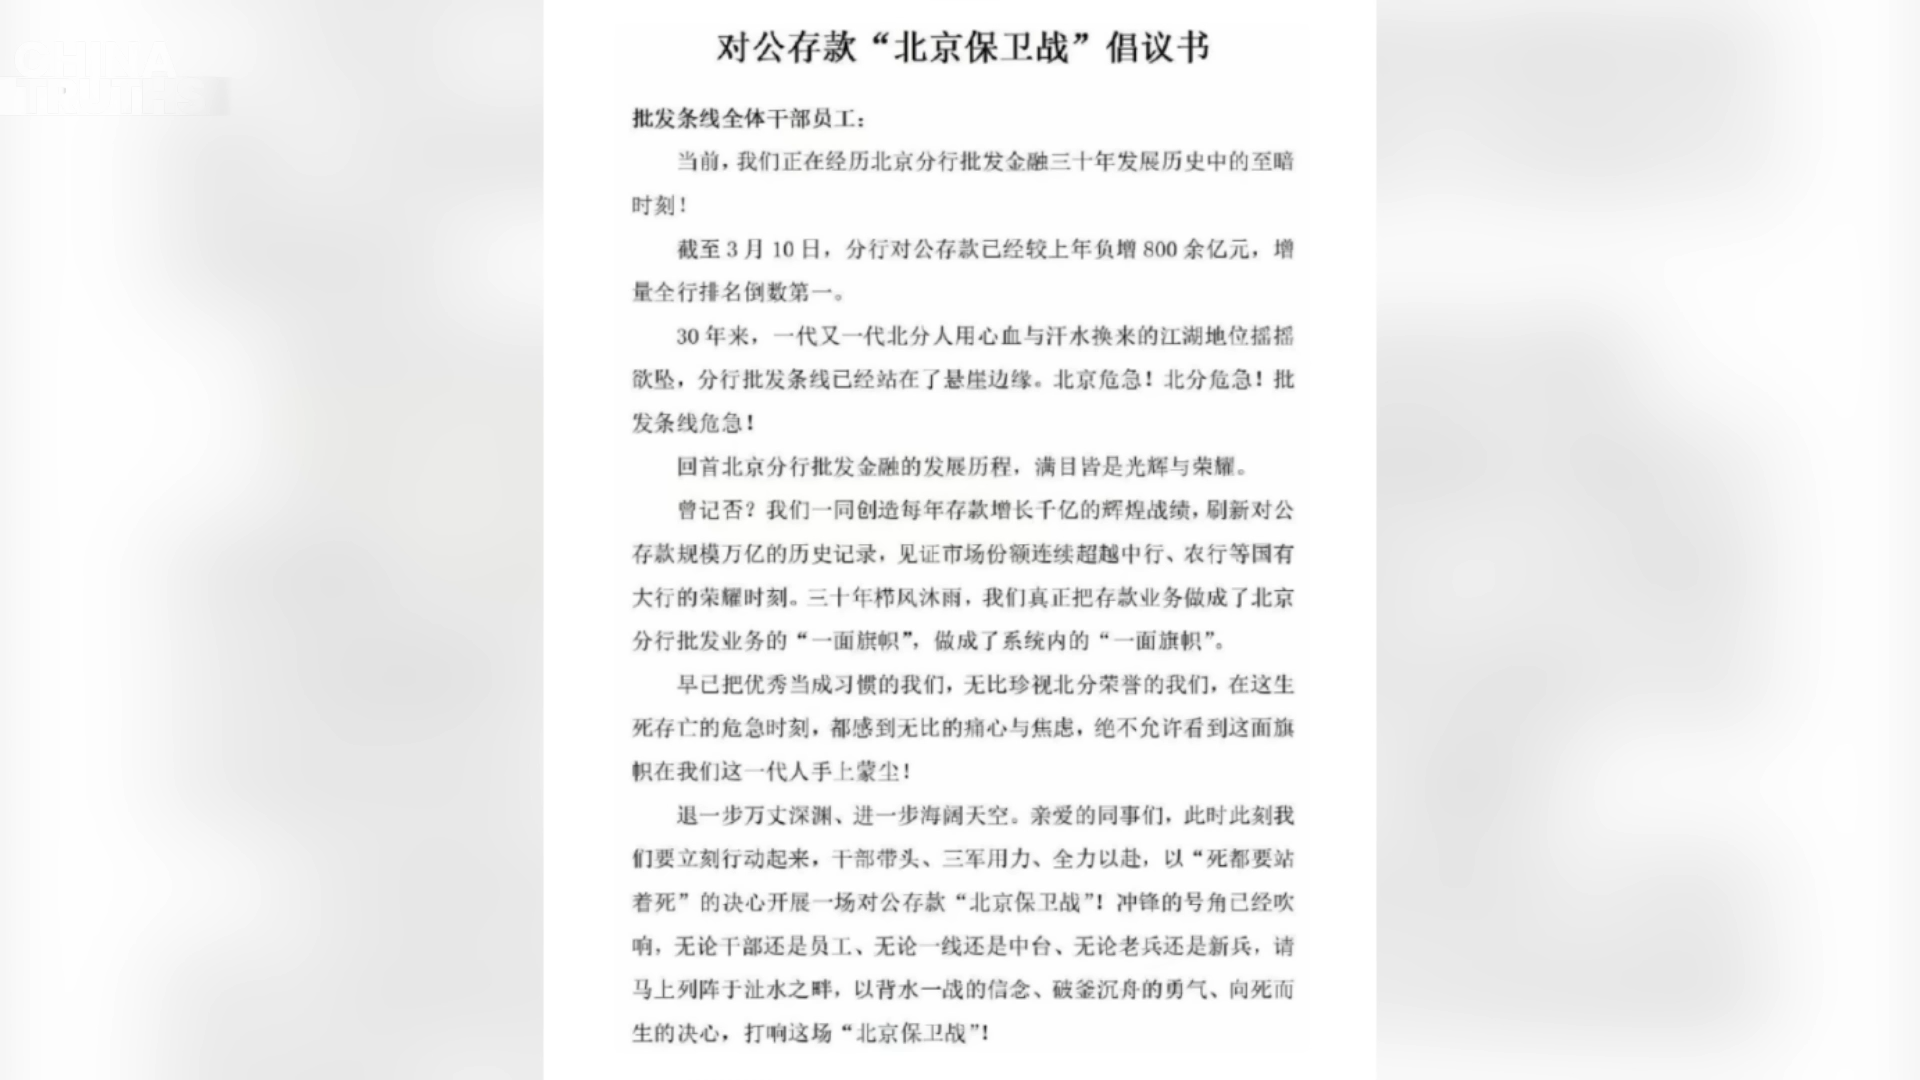 CHINA
TRUTHS
对公存款“北京保卫战”倡议书
批发条线全体干部员工：
当前，我们正在经历北京分行批发金融三十年发展历史中的至暗
时刻！
截至 3 月 10 日，分行对公存款已经较上年负增 800 余亿元，增
量全行排名倒数第一。
30 年来，一代又一代北分人用心血与汗水换来的江湖地位摇摇
欲坠，分行批发条线已经站在了悬崖边缘。北京危急！北分危急！批
发条线危急！
回首北京分行批发金融的发展历程，满目皆是光辉与荣耀。
曾记否？我们一同创造每年存款增长千亿的辉煌战绩，刷新对公
存款规模万亿的历史记录，见证市场份额连续超越中行、农行等国有
大行的荣耀时刻。三十年栉风沐雨，我们真正把存款业务做成了北京
分行批发业务的“一面旗帜”，做成了系统内的“一面旗帜”。
早已把优秀当成习惯的我们，无比珍视北分荣誉的我们，在这生
死存亡的危急时刻，都感到无比的痛心与焦虑，绝不允许看到这面旗
帜在我们这一代人手上蒙尘！
退一步万丈深渊、进一步海阔天空。亲爱的同事们，此时此刻我
们要立刻行动起来，干部带头、三军用力、全力以赴，以“死都要站
着死”的决心开展一场对公存款“北京保卫战”！冲锋的号角已经吹
响，无论干部还是员工、无论一线还是中台、无论老兵还是新兵，请
马上列阵于沚水之畔，以背水一战的信念、破釜沉舟的勇气、向死而
生的决心，打响这场“北京保卫战”！